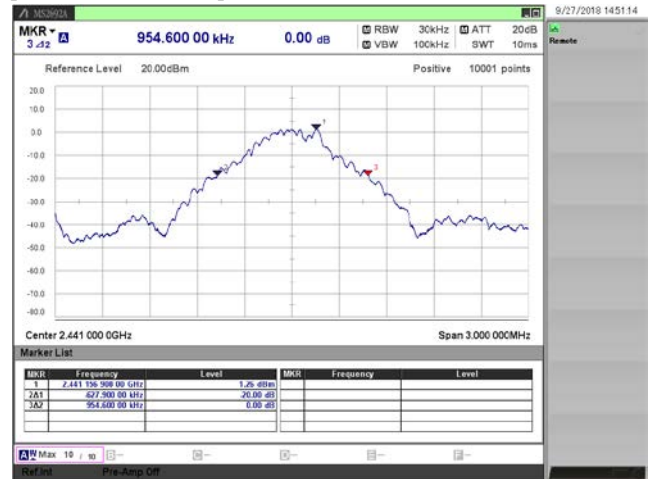 MS2692A
9/27/2018 14:51:14
MKR
3 Δ2 A
954.600 00 kHz
0.00 dB
RBW 30kHz
ATT 20dB
VBW 100kHz
SWT 10ms
Remote
Reference Level 20.00dBm
Positive 10001 points
20.0
10.0
0.0
-10.0
-20.0
-30.0
-40.0
-50.0
-60.0
-70.0
-80.0
1
2
3
Center 2.441 000 0GHz
Span 3.000 000MHz
Marker List
MKR Frequency Level MKR Frequency Level
1 2.441 156 900 00 GHz 1.25 dBm
2Δ1 -627.900 00 kHz -20.00 dB
3Δ2 954.600 00 kHz 0.00 dB
A W Max 10 / 10
Ref.Int Pre-Amp Off